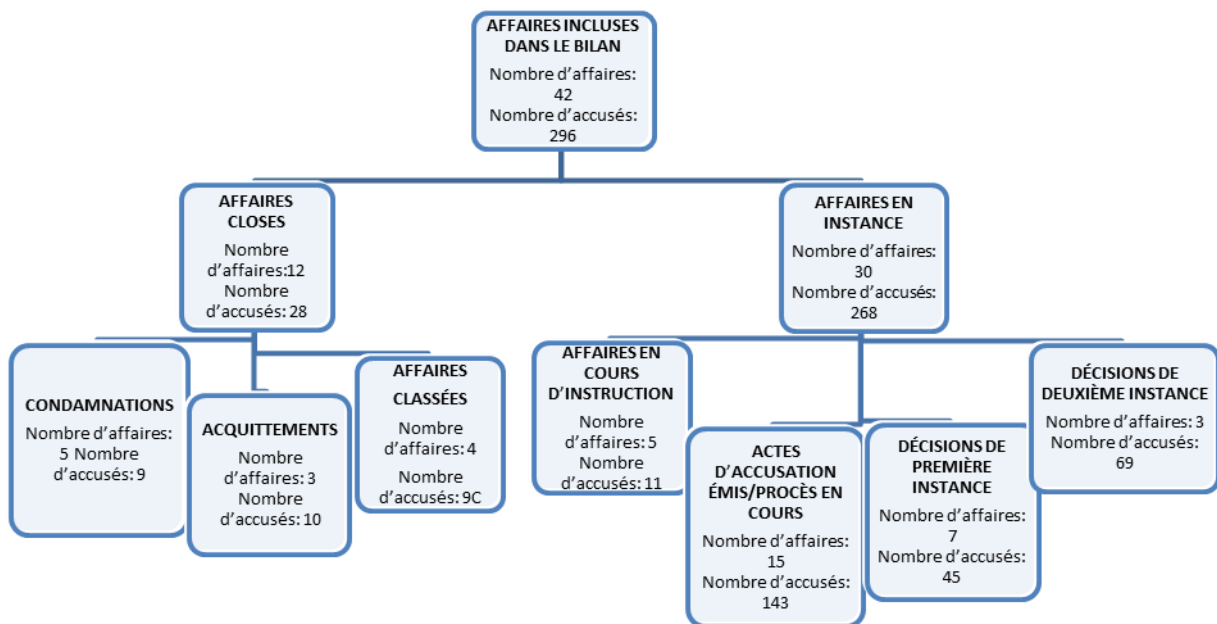 AFFAIRES INCLUSES
DANS LE BILAN
Nombre d'affaires:
42
Nombre d'accusés:
296
AFFAIRES
CLOSES
Nombre
d'affaires:12
Nombre
d'accusés: 28
AFFAIRES EN
INSTANCE
Nombre d'affaires:
30
Nombre d'accusés:
268
CONDAMNATIONS
Nombre d'affaires:
5 Nombre
d'accusés: 9
ACQUITTEMENTS
Nombre
d'affaires: 3
Nombre
d'accusés: 10
AFFAIRES
CLASSÉES
Nombre
d'affaires: 4
Nombre
d'accusés: 9C
AFFAIRES EN
COURS
D'INSTRUCTION
Nombre
d'affaires: 5
Nombre
d'accusés: 11
ACTES
D'ACCUSATION
ÉMIS/PROCÈS EN
COURS
Nombre d'affaires:
15
Nombre d'accusés:
143
DÉCISIONS DE
PREMIÈRE
INSTANCE
Nombre d'affaires:
7
Nombre d'accusés:
45
DÉCISIONS DE
DEUXIÈME INSTANCE
Nombre d'affaires: 3
Nombre d'accusés:
69